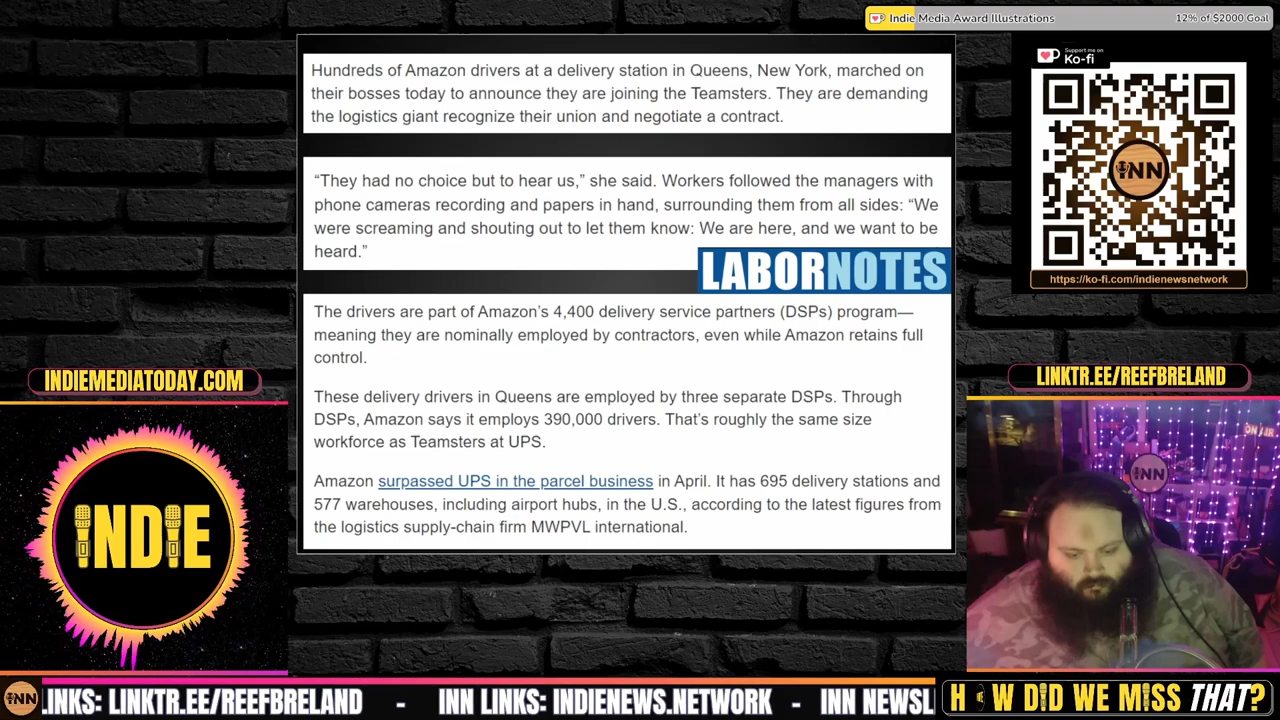 Indie Media Award Illustrations
12% of $2000 Goal
Support me on
Ko-fi
INN
https://ko-fi.com/indienewsnetwork
Hundreds of Amazon drivers at a delivery station in Queens, New York, marched on
their bosses today to announce they are joining the Teamsters. They are demanding
the logistics giant recognize their union and negotiate a contract.
“They had no choice but to hear us,” she said. Workers followed the managers with
phone cameras recording and papers in hand, surrounding them from all sides: “We
were screaming and shouting out to let them know: We are here, and we want to be
heard.”
LABORNOTES
The drivers are part of Amazon’s 4,400 delivery service partners (DSPs) program—
meaning they are nominally employed by contractors, even while Amazon retains full
control.
These delivery drivers in Queens are employed by three separate DSPs. Through
DSPs, Amazon says it employs 390,000 drivers. That’s roughly the same size
workforce as Teamsters at UPS.
Amazon surpassed UPS in the parcel business in April. It has 695 delivery stations and
577 warehouses, including airport hubs, in the U.S., according to the latest figures from
the logistics supply-chain firm MWPVL international.
INDIEMEDIATODAY.COM
INDIE
LINKTR.EE/REEFBRELAND
ON AIR
INN
INN
LINKS: LINKTR.EE/REEFBRELAND - INN LINKS: INDIENEWS.NETWORK - INN NEWSL
HOW DID WE MISS THAT?